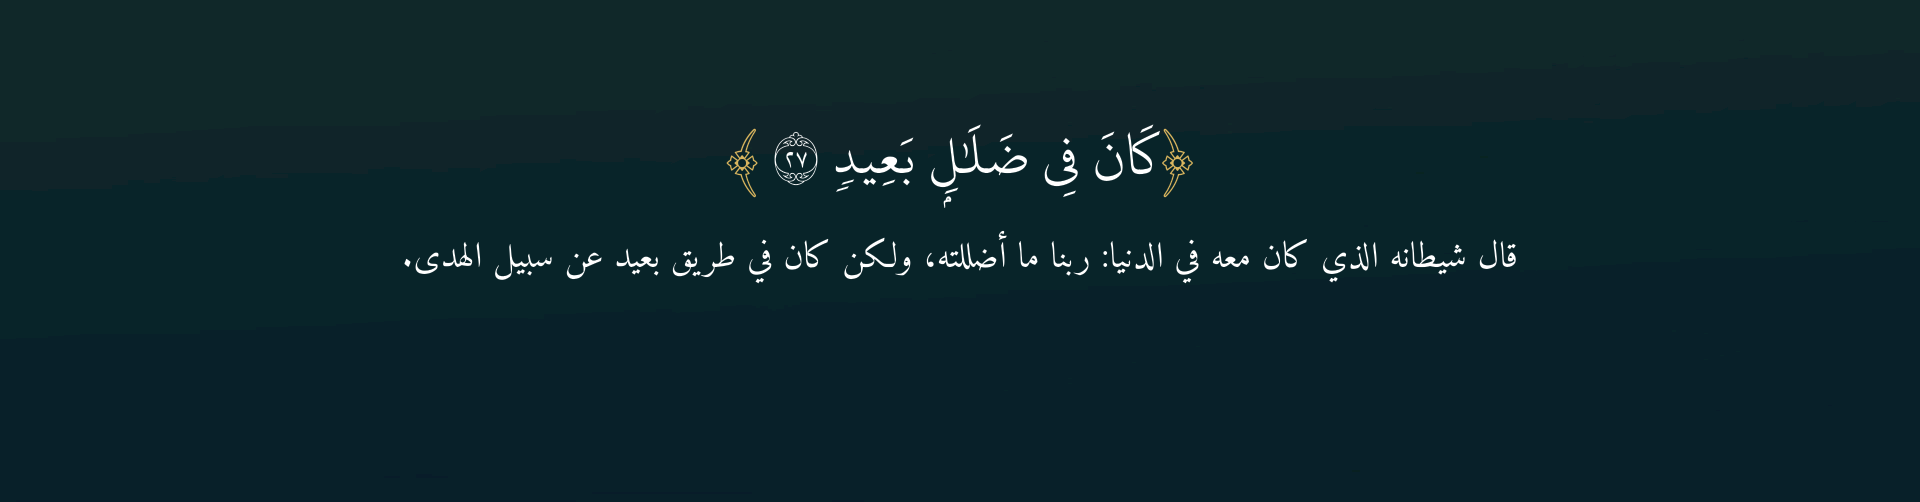 ﴿كَانَ فِى ضَلَـٰلِۭ بَعِيدٍۢ ٢٧﴾
قال شيطانه الذي كان معه في الدنيا: ربنا ما أضللته، ولكن كان في طريق بعيد عن سبيل الهدى.